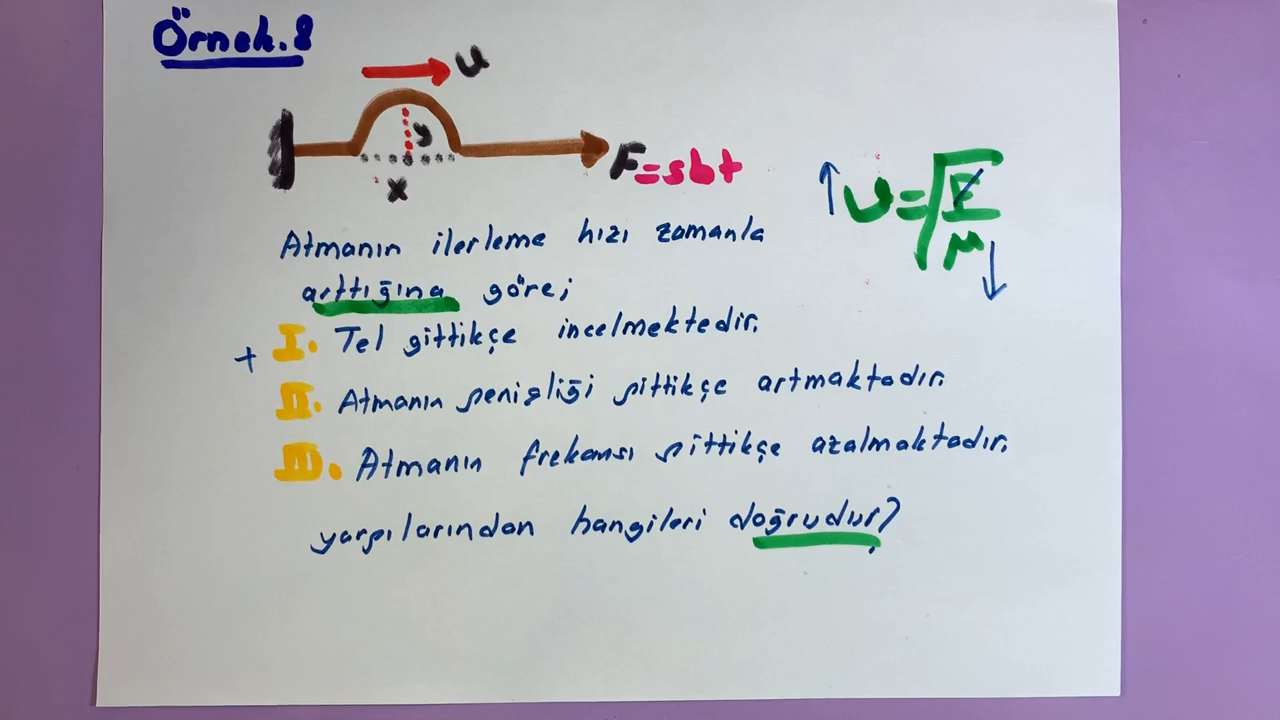 Örnek.8
υ
y
x
F=sbt
↑υ=√F/μ↓
Atmanın ilerleme hızı zamanla
arttığına göre;
+ I. Tel gittikçe incelmektedir.
II. Atmanın genişliği gittikçe artmaktadır.
III. Atmanın frekansı gittikçe azalmaktadır.
yargılarından hangileri doğrudur?